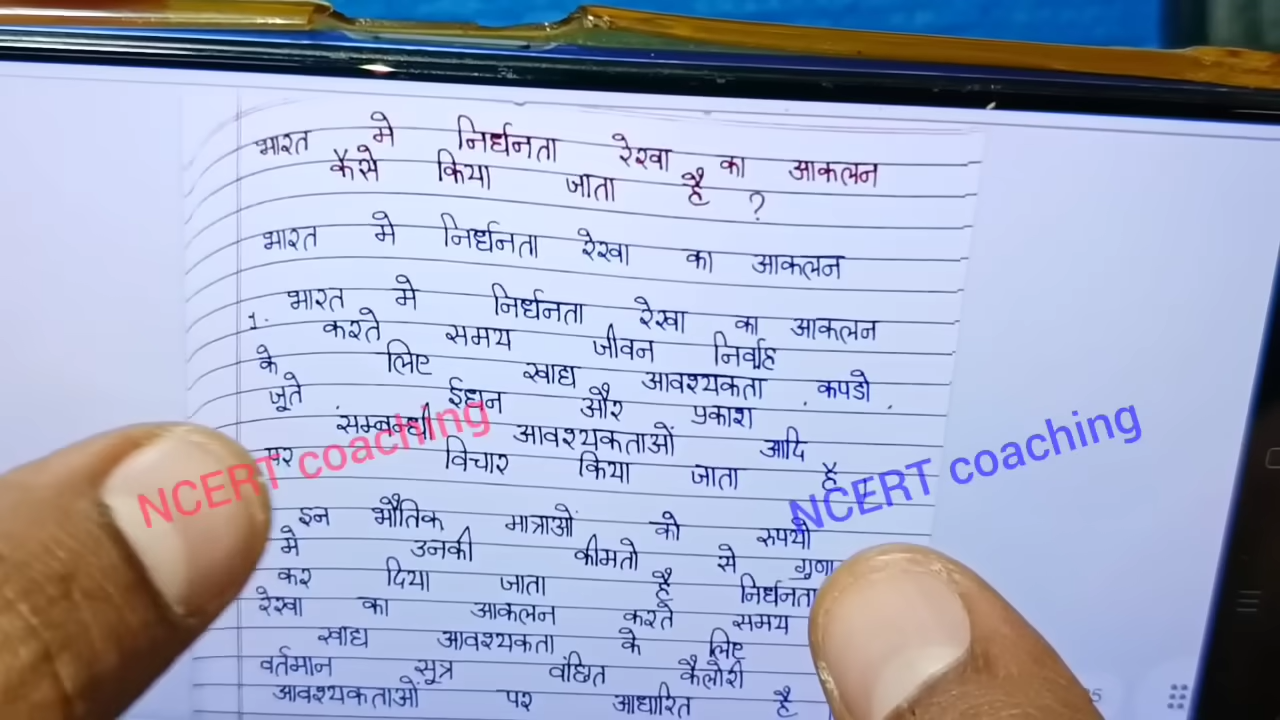 भारत मे निर्धनता रेखा का आकलन
कैसे किया जाता है ?
भारत मे निर्धनता रेखा का आकलन
1. भारत मे निर्धनता रेखा का आकलन
करते समय जीवन निर्वाह
के लिए खाद्य आवश्यकता , कपडो ,
जूते , ईंधन और प्रकाश
सम्बन्धी आवश्यकताओं आदि
पर विचार किया जाता है ।
इन भौतिक मात्राओं को रुपयो
मे उनकी कीमतो से गुणा
कर दिया जाता है निर्धनता
रेखा का आकलन करते समय
खाद्य आवश्यकता के लिए
वर्तमान सूत्र वंछित कैलोरी
आवश्यकताओं पर आधारित है
NCERT coaching
NCERT coaching